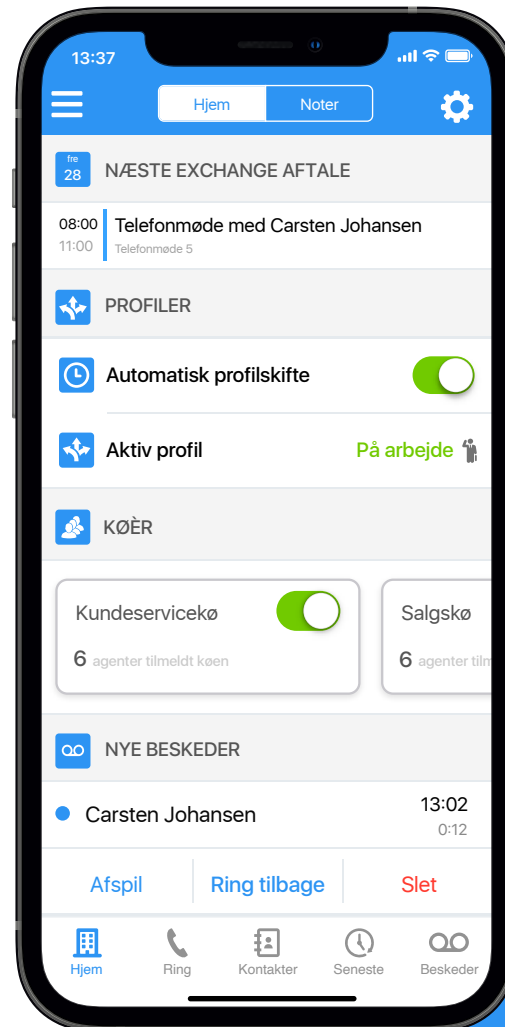 13:37
Hjem Noter
fre
28
NÆSTE EXCHANGE AFTALE
08:00 Telefonmøde med Carsten Johansen
11:00 Telefonmøde 5
PROFILER
Automatisk profilskifte
Aktiv profil På arbejde
KØÈR
Kundeservicekø Salgskø
6 agenter tilmeldt køen 6 agenter tilm
NYE BESKEDER
Carsten Johansen 13:02
0:12
Afspil Ring tilbage Slet
Hjem Ring Kontakter Seneste Beskeder